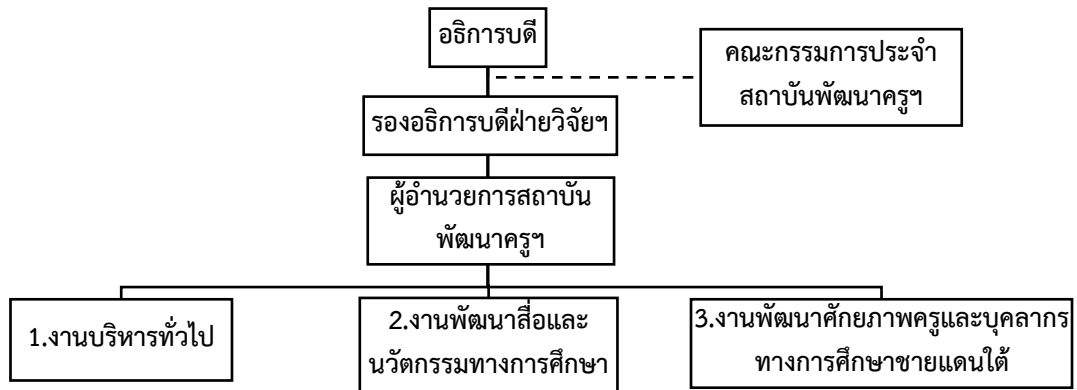 อธิการบดี
คณะกรรมการประจำ
สถาบันพัฒนาครูฯ
รองอธิการบดีฝ่ายวิจัยฯ
ผู้อำนวยการสถาบัน
พัฒนาครูฯ
1.งานบริหารทั่วไป
2.งานพัฒนาสื่อและ
นวัตกรรมทางการศึกษา
3.งานพัฒนาศักยภาพครูและบุคลากร
ทางการศึกษาชายแดนใต้